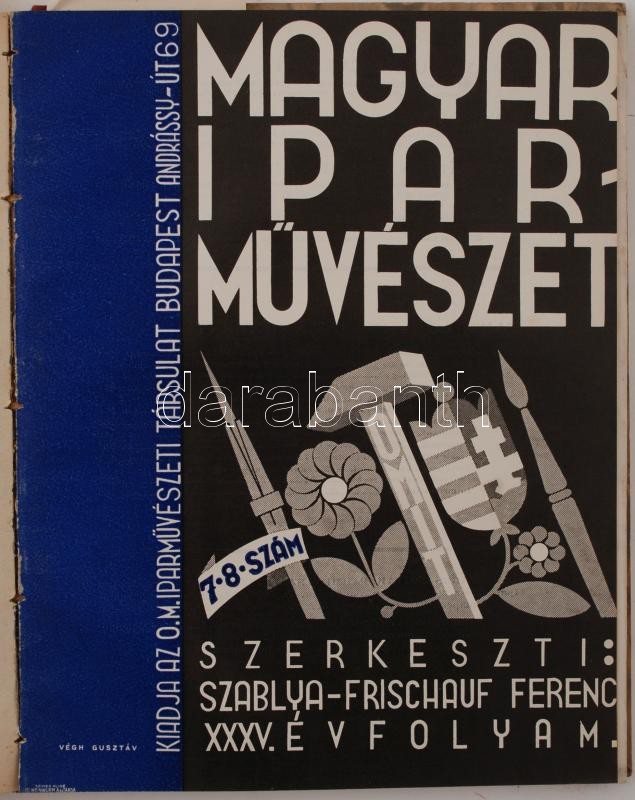 MAGYAR
IPAR-
MŰVÉSZET
KIADJA AZ O.M. IPARMŰVÉSZETI TÁRSULAT BUDAPEST ANDRÁSSY-ÚT 69
darabanth
OMIT
7-8-SZÁM
SZERKESZTI:
SZABLYA-FRISCHAUF FERENC
XXXV. ÉVFOLYAM.
VÉGH GUSZTÁV